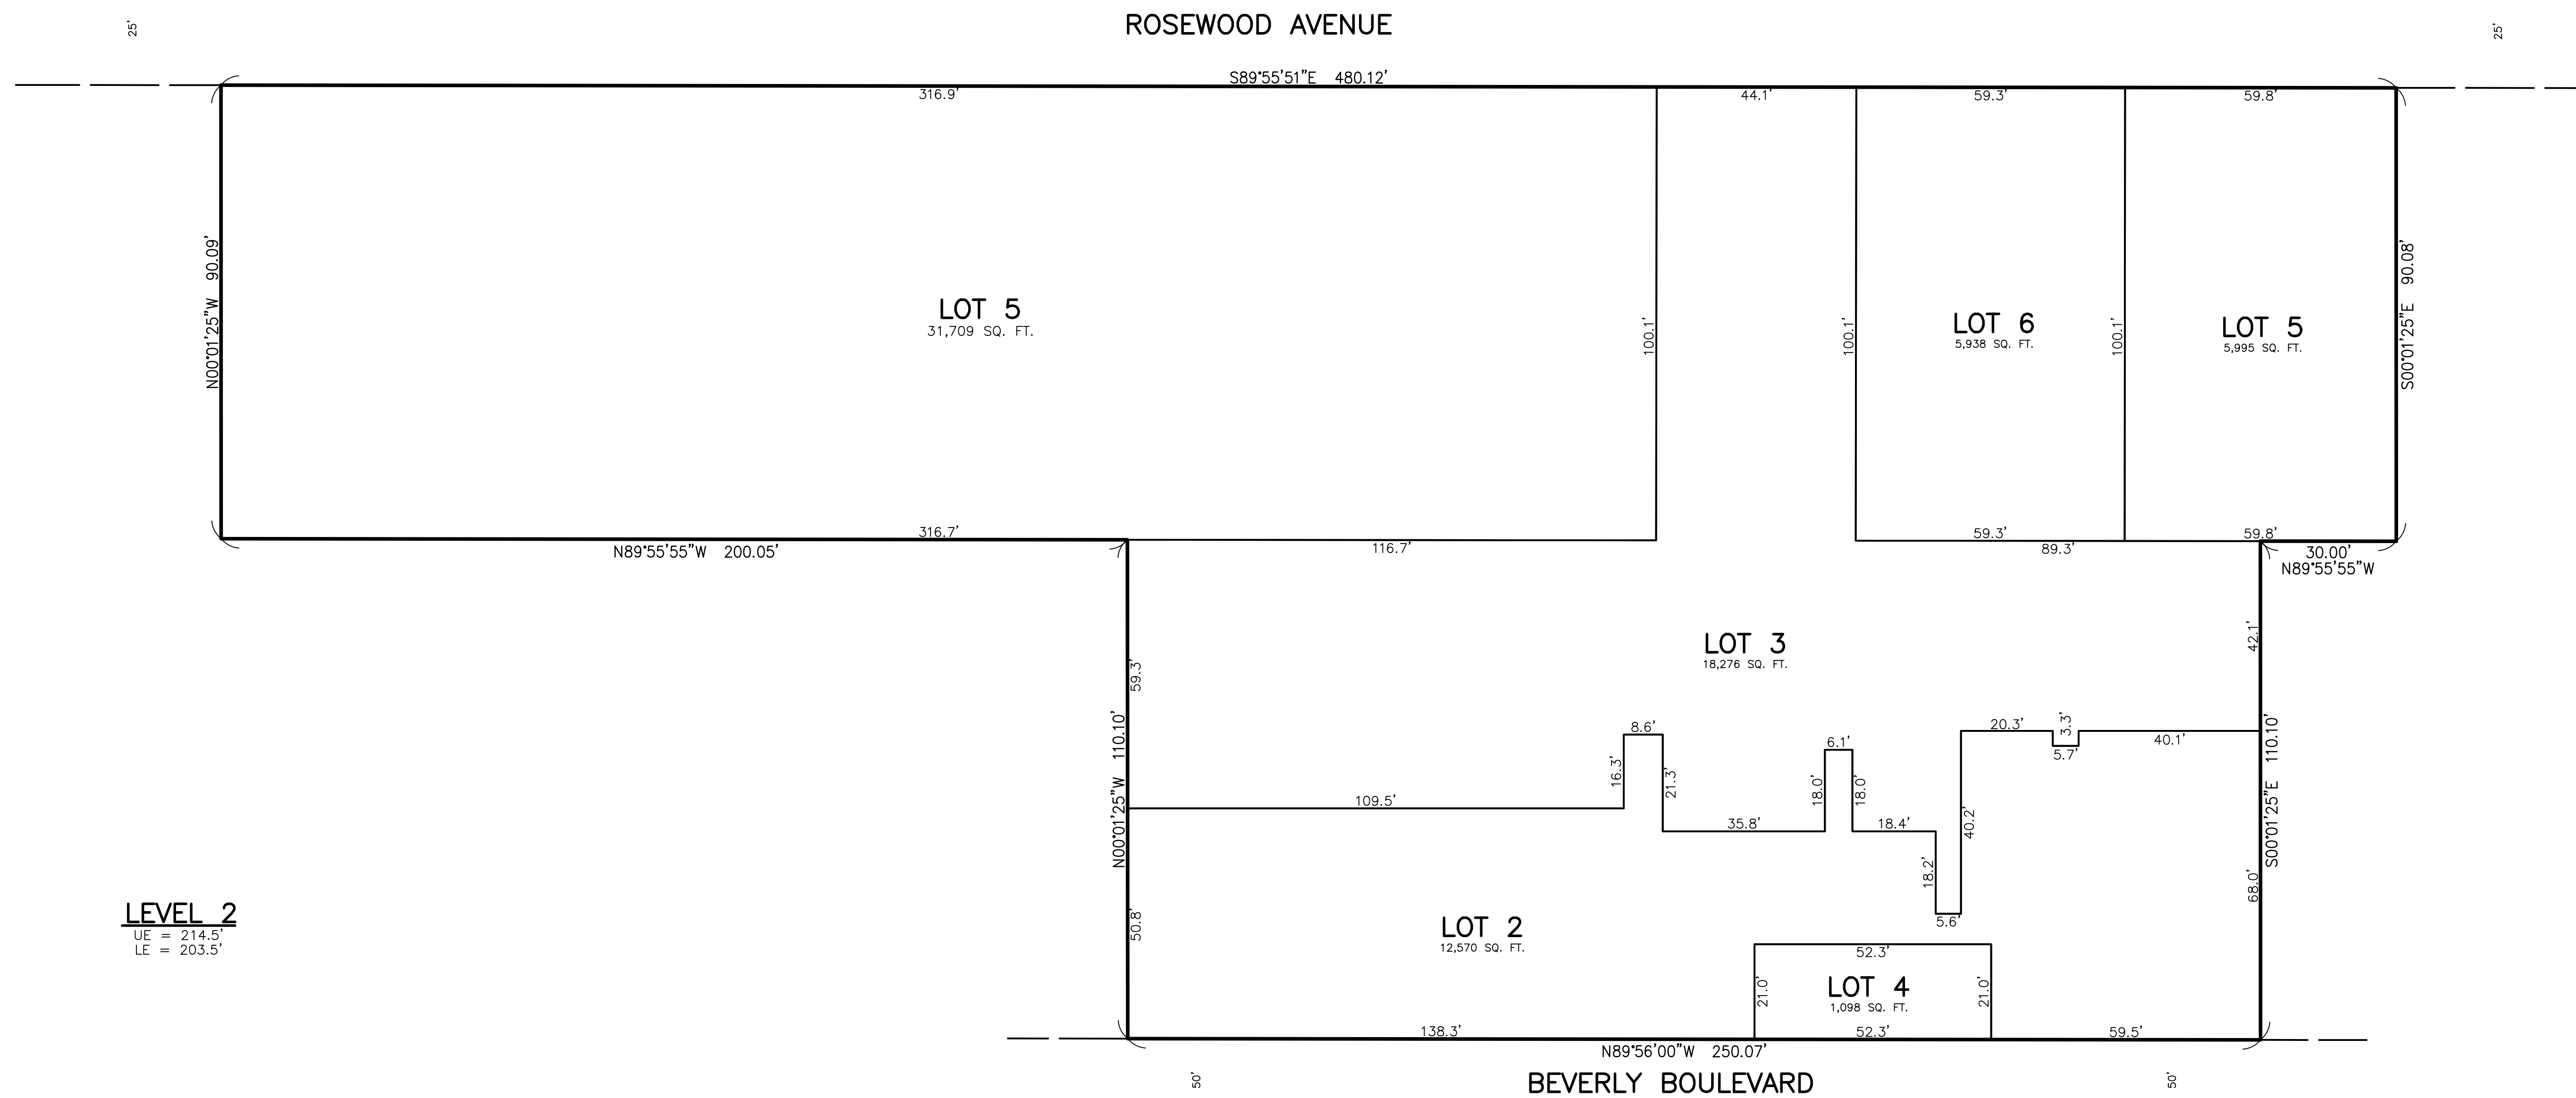 ROSEWOOD AVENUE
25'
25'
S89°55'51"E 480.12'
316.9'
44.1'
59.3'
59.8'
N00°01'25"W 90.09'
LOT 5
31,709 SQ. FT.
100.1'
100.1'
LOT 6
5,938 SQ. FT.
100.1'
LOT 5
5,995 SQ. FT.
S00°01'25"E 90.08'
316.7'
N89°55'55"W 200.05'
116.7'
59.3'
89.3'
59.8'
30.00'
N89°55'55"W
LOT 3
18,276 SQ. FT.
59.3'
42.1'
N00°01'25"W 110.10'
109.5'
16.3'
8.6'
21.3'
35.8'
18.0'
6.1'
18.0'
18.4'
18.2'
5.6'
40.2'
20.3'
3.3'
5.7'
40.1'
S00°01'25"E 110.10'
50.8'
68.0'
LOT 2
12,570 SQ. FT.
52.3'
21.0'
LOT 4
1,098 SQ. FT.
21.0'
138.3'
52.3'
59.5'
N89°56'00"W 250.07'
LEVEL 2
UE = 214.5'
LE = 203.5'
50'
50'
BEVERLY BOULEVARD